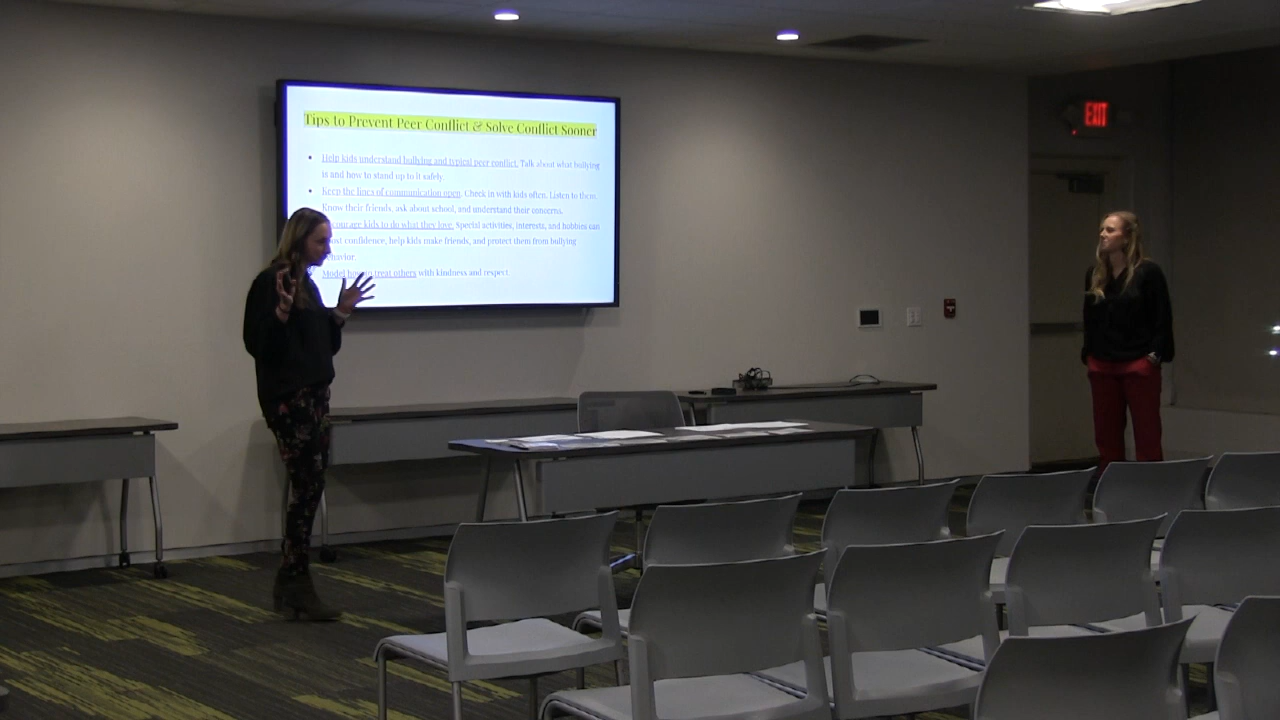 Tips to Prevent Peer Conflict & Solve Conflict Sooner
EXIT
Help kids understand bullying and typical peer conflict. Talk about what bullying
is and how to stand up to it safely.
Keep the lines of communication open. Check in with kids often. Listen to them.
Know their friends, ask about school, and understand their concerns.
courage kids to do what they love. Special activities, interests, and hobbies can
ost confidence, help kids make friends, and protect them from bullying
ehavior.
Model how to treat others with kindness and respect.